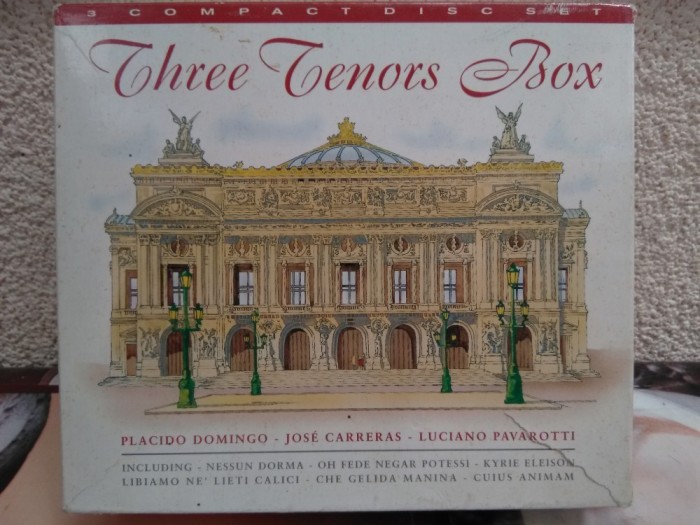 3 COMPACT DISC SET
Three Tenors Box
PLACIDO DOMINGO - JOSÉ CARRERAS - LUCIANO PAVAROTTI
INCLUDING - NESSUN DORMA - OH FEDE NEGAR POTESSI - KYRIE ELEISON
LIBIAMO NE' LIETI CALICI - CHE GELIDA MANINA - CUIUS ANIMAM